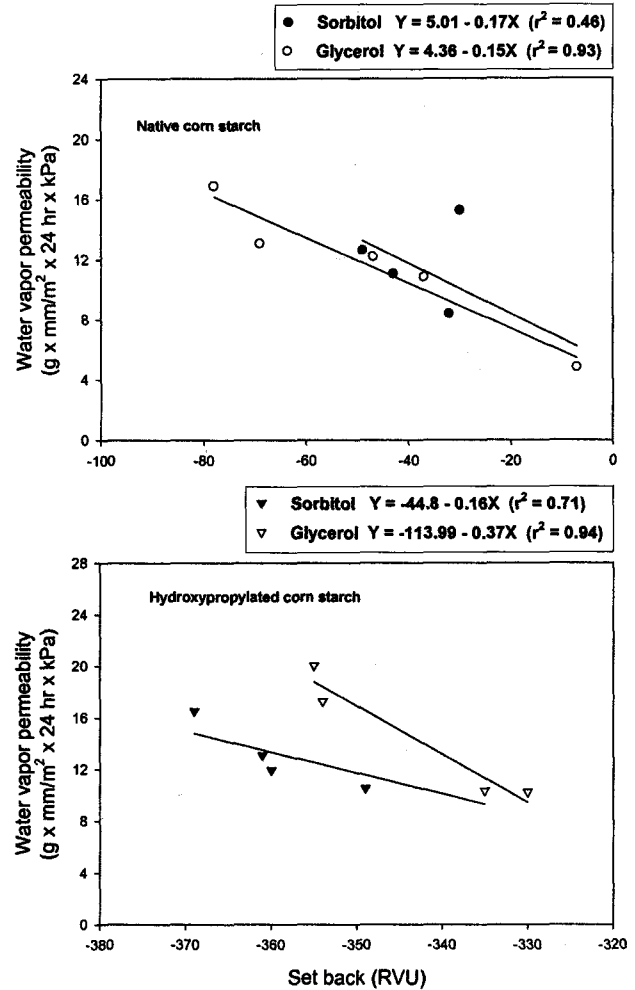 ● Sorbitol Y = 5.01 - 0.17X (r² = 0.46)
○ Glycerol Y = 4.36 - 0.15X (r² = 0.93)
24
20
16
12
8
4
0
Native corn starch
Water vapor permeability
(g x mm/m² x 24 hr x kPa)
-100
-80
-60
-40
-20
0
▼ Sorbitol Y = -44.8 - 0.16X (r² = 0.71)
▽ Glycerol Y = -113.99 - 0.37X (r² = 0.94)
28
24
20
16
12
8
4
0
Hydroxypropylated corn starch
Water vapor permeability
(g x mm/m² x 24 hr x kPa)
-380
-370
-360
-350
-340
-330
-320
Set back (RVU)